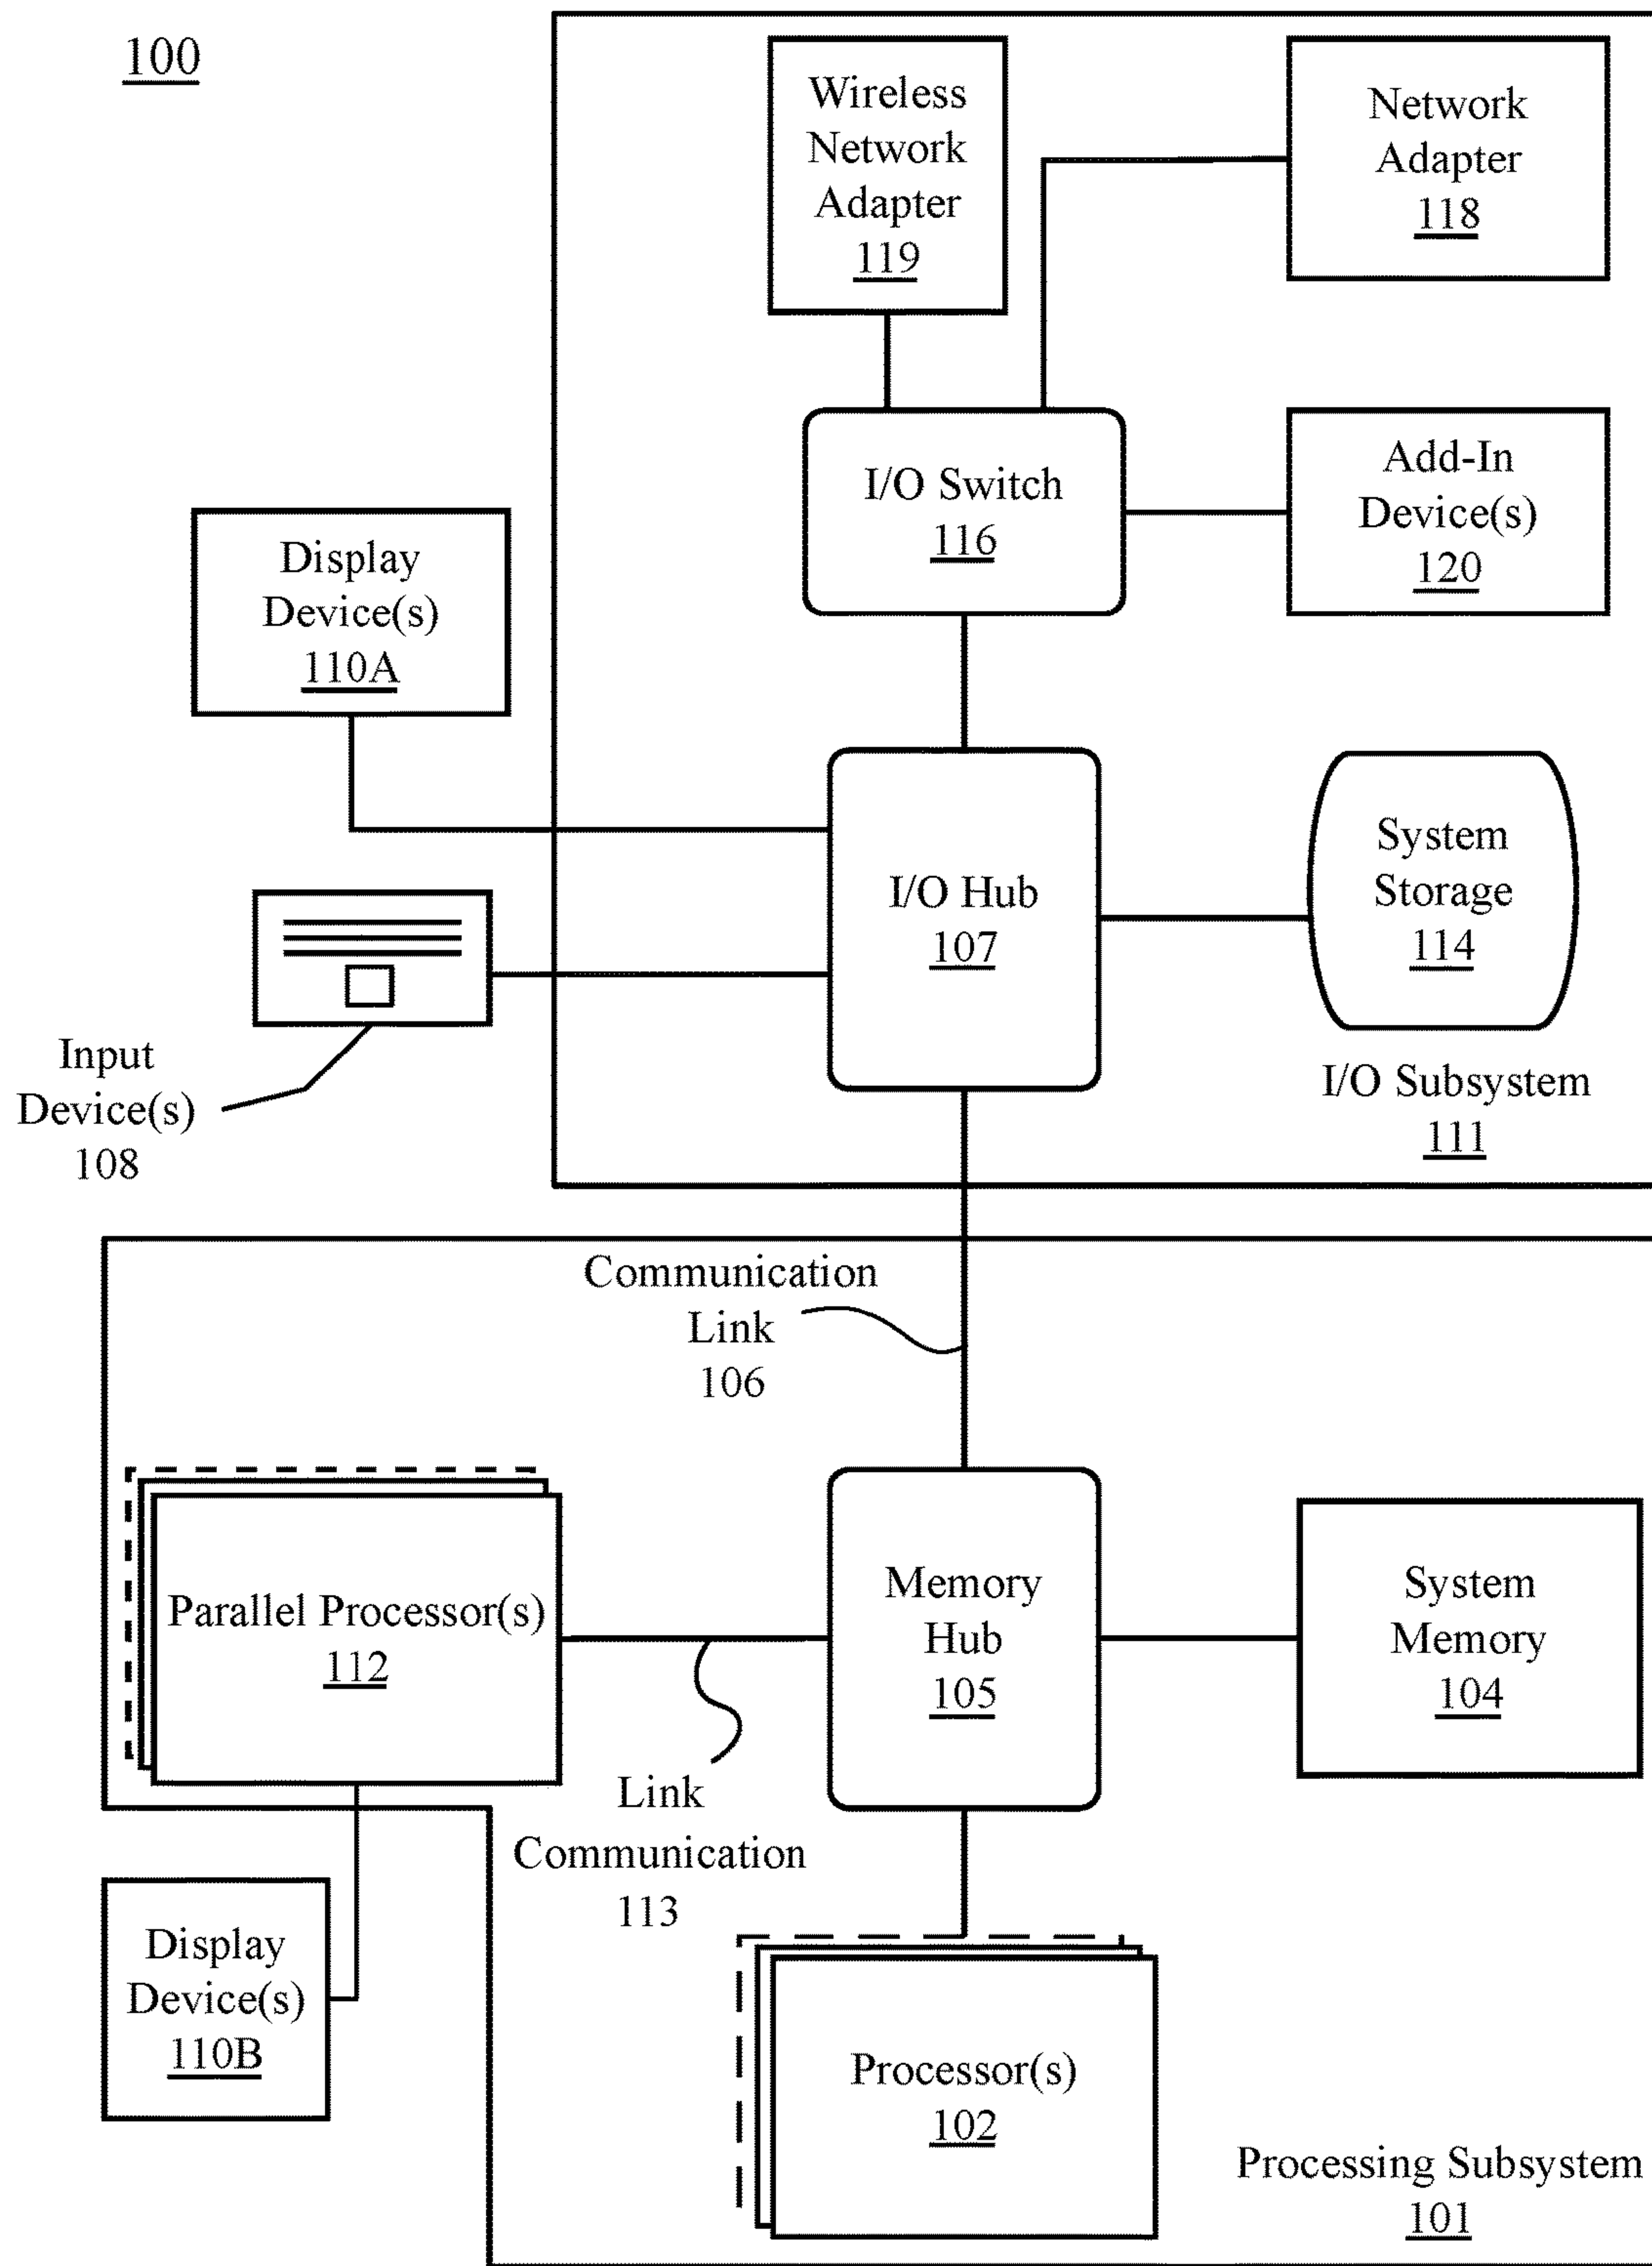 100
Wireless
Network
Adapter
119
Network
Adapter
118
I/O Switch
116
Add-In
Device(s)
120
Display
Device(s)
110A
I/O Hub
107
System
Storage
114
Input
Device(s)
108
I/O Subsystem
111
Communication
Link
106
Parallel Processor(s)
112
Memory
Hub
105
System
Memory
104
Link
Communication
113
Display
Device(s)
110B
Processor(s)
102
Processing Subsystem
101